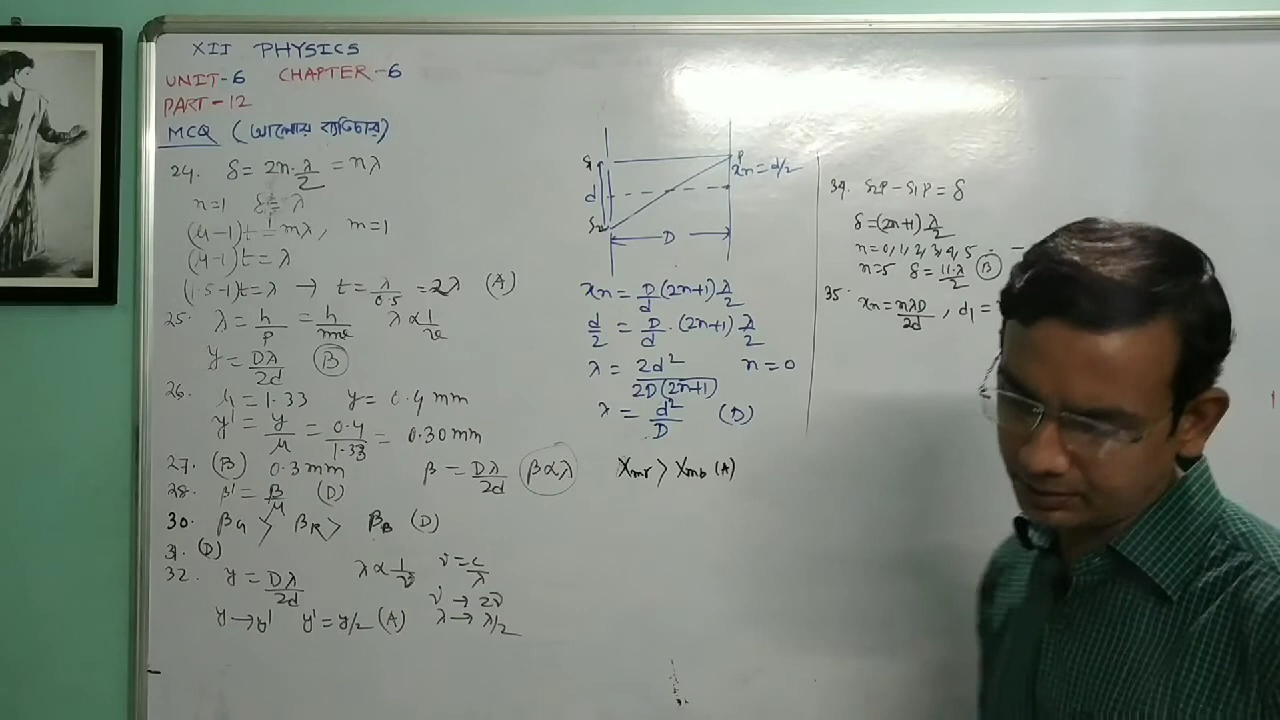 XII PHYSICS
UNIT-6 CHAPTER-6
PART-12
MCQ (আলোর ব্যতিচার)
24. δ = 2n·λ/2 = nλ
n=1 δ=λ
(μ-1)t = mλ, m=1
(μ-1)t = λ
(1.5-1)t=λ → t = λ/0.5 = 2λ (A)
25. λ = h/p = h/mv λ∝1/v
y = Dλ/2d (B)
26. μ = 1.33 y = 0.4 mm
y' = y/μ = 0.4/1.33 = 0.30 mm
27. (B) 0.3 mm β = Dλ/2d β∝λ Xmr > Xmb (A)
28. β' = β/μ (D)
30. βG > βR > βB (D)
31. (D)
32. y = Dλ/2d λ∝1/ν ν = c/λ
ν → 2ν
y→y' y' = y/2 (A) λ → λ/2
S1 P
xn = d/2
d
S2
D
xn = D/d (2n+1) λ/2
d/2 = D/d · (2n+1) λ/2
λ = 2d²/2D(2n+1) n=0
λ = d²/D (D)
34. S2P - S1P = δ
δ = (2n+1) λ/2
n=0,1,2,3,4,5 - -
n=5 δ = 11λ/2 (B)
35. xn = nλD/2d , d1 =